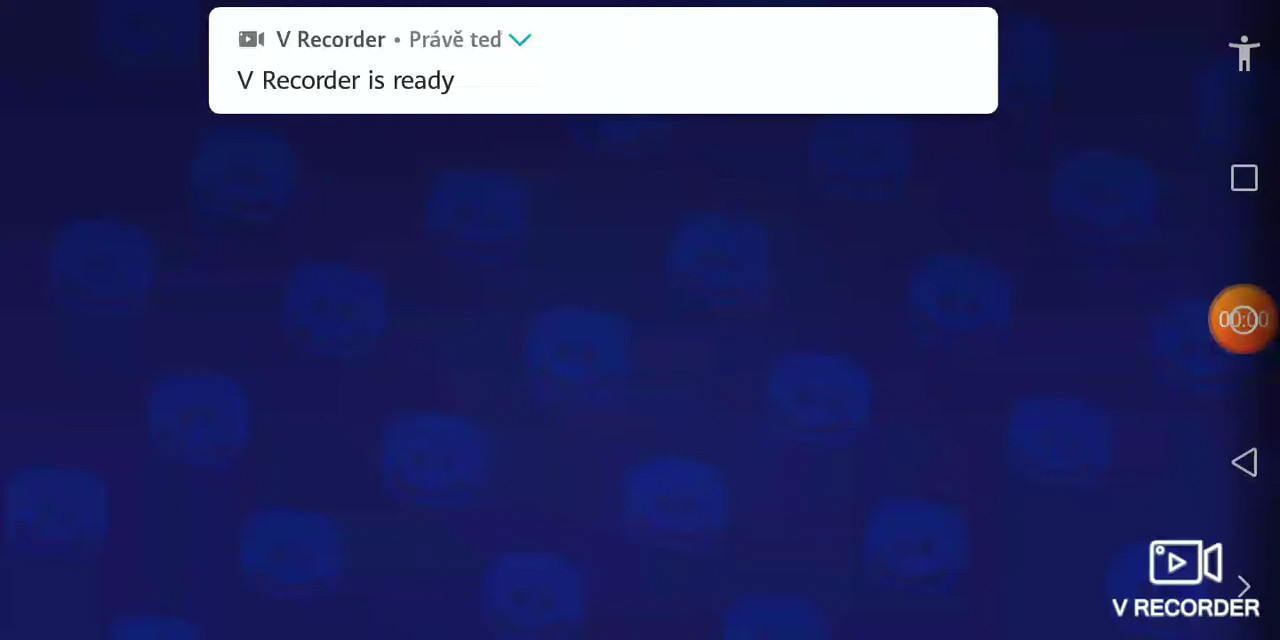 V Recorder • Právě teď
V Recorder is ready
00:00
V RECORDER